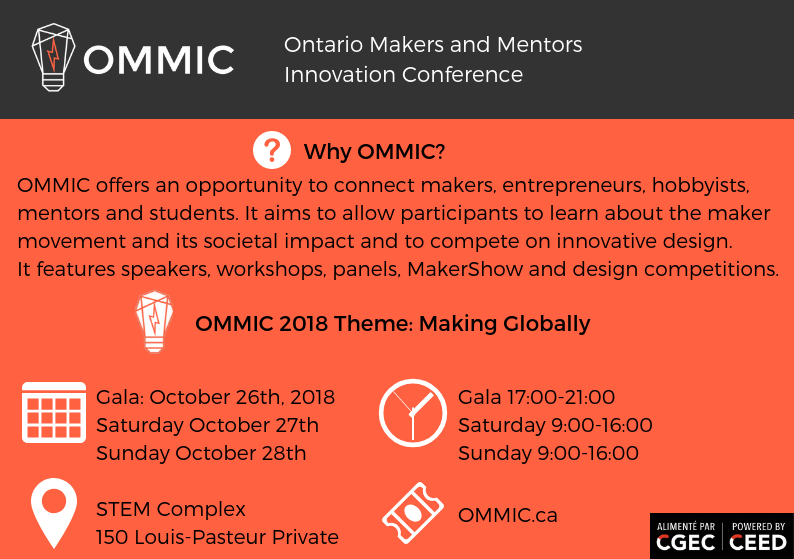 OMMIC
Ontario Makers and Mentors
Innovation Conference
?
Why OMMIC?
OMMIC offers an opportunity to connect makers, entrepreneurs, hobbyists,
mentors and students. It aims to allow participants to learn about the maker
movement and its societal impact and to compete on innovative design.
It features speakers, workshops, panels, MakerShow and design competitions.
OMMIC 2018 Theme: Making Globally
Gala: October 26th, 2018
Saturday October 27th
Sunday October 28th
Gala 17:00-21:00
Saturday 9:00-16:00
Sunday 9:00-16:00
STEM Complex
150 Louis-Pasteur Private
OMMIC.ca
ALIMENTÉ PAR
CGEC
POWERED BY
CEED